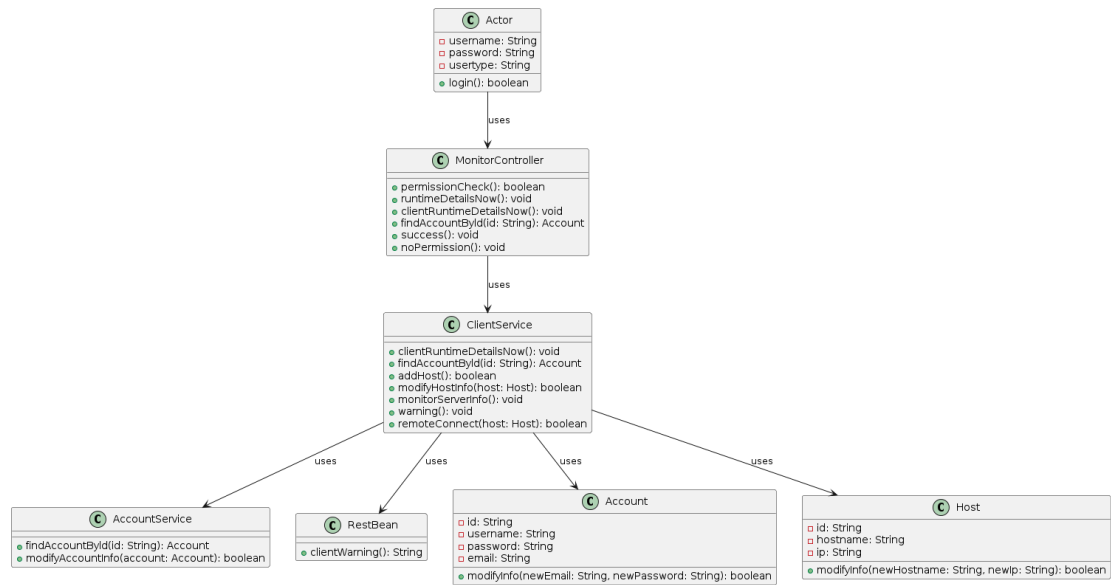 C Actor
username: String
password: String
usertype: String
login(): boolean
uses
C MonitorController
permissionCheck(): boolean
runtimeDetailsNow(): void
clientRuntimeDetailsNow(): void
findAccountById(id: String): Account
success(): void
noPermission(): void
uses
C ClientService
clientRuntimeDetailsNow(): void
findAccountById(id: String): Account
addHost(): boolean
modifyHostInfo(host: Host): boolean
monitorServerInfo(): void
warning(): void
remoteConnect(host: Host): boolean
uses
uses
uses
uses
C AccountService
findAccountById(id: String): Account
modifyAccountInfo(account: Account): boolean
C RestBean
clientWarning(): String
C Account
id: String
username: String
password: String
email: String
modifyInfo(newEmail: String, newPassword: String): boolean
C Host
id: String
hostname: String
ip: String
modifyInfo(newHostname: String, newIp: String): boolean